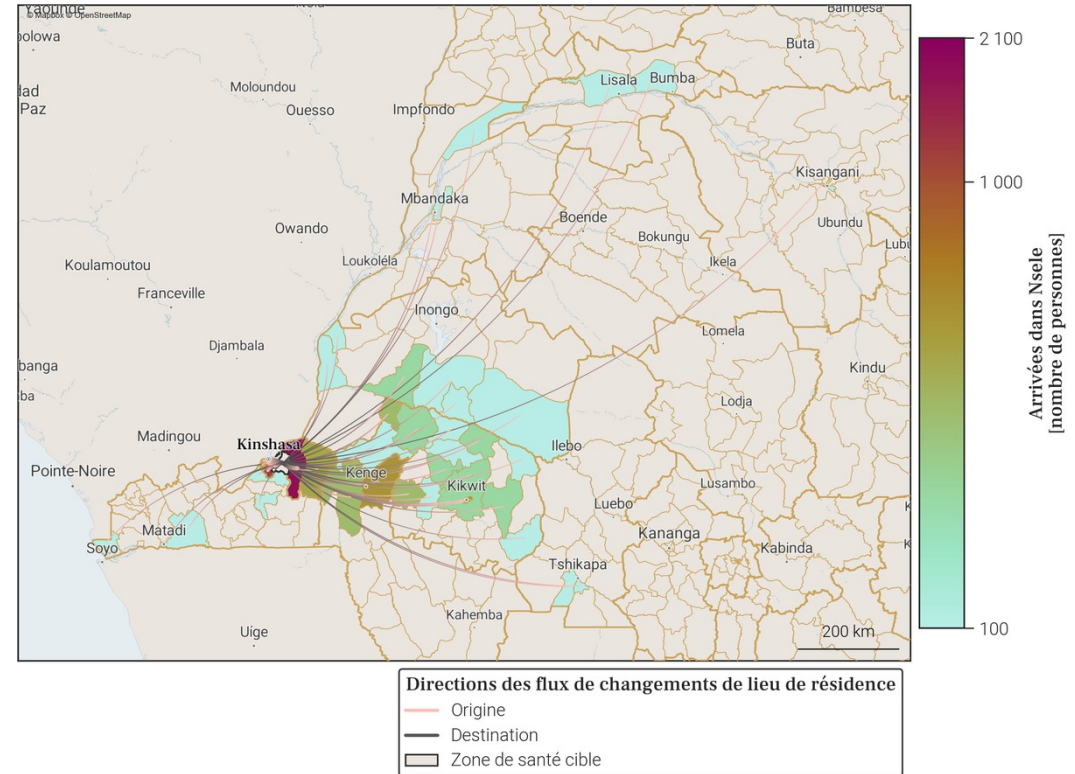 Yaoundé
© Mapbox © OpenStreetMap
Bambesa
Buta
Moloundou
Ouesso
Impfondo
Lisala
Bumba
Paz
Kisangani
Mbandaka
Boende
Ubundu
Owando
Bokungu
Koulamoutou
Loukoléla
Ikela
Franceville
Inongo
Lomela
Djambala
Kindu
Lodja
Madingou
Kinshasa
Ilebo
Pointe-Noire
Kenge
Kikwit
Lusambo
Luebo
Matadi
Kananga
Soyo
Kabinda
Tshikapa
Kahemba
Uige
200 km
2 100
1 000
100
Arrivées dans Nsele
[nombre de personnes]
Directions des flux de changements de lieu de résidence
Origine
Destination
Zone de santé cible